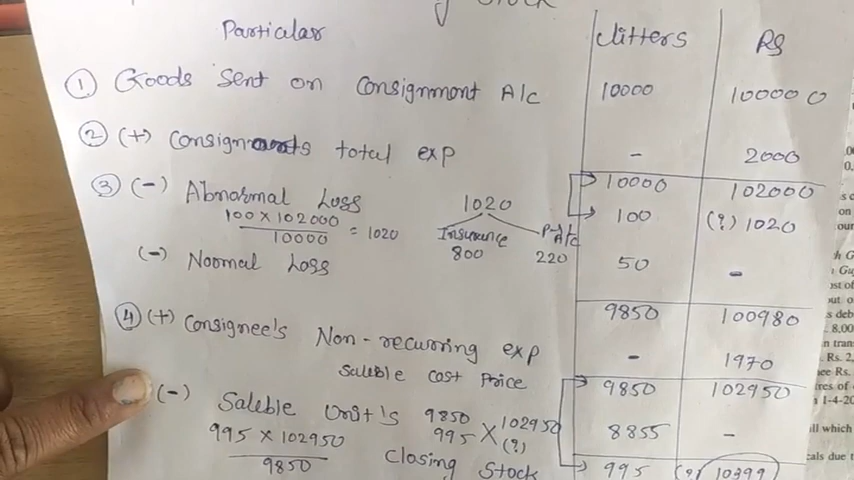 Stock
Particular Litters Rs
① Goods Sent on Consignment A/c 10000 100000
② (+) Consignments total exp - 2000
10000 102000
③ (-) Abnormal Loss 1020 100 (?) 1020
100 x 102000 / 10000 = 1020 Insurance 800 P-L A/c 220
(-) Normal Loss 50 -
9850 100980
④ (+) Consignee's Non-recurring exp - 1970
Saleble Cost Price 9850 102950
(-) Saleble Unit's 9850 995 X 102950 (?) 8855 -
995 x 102950 / 9850 Closing Stock 995 (?) 10399